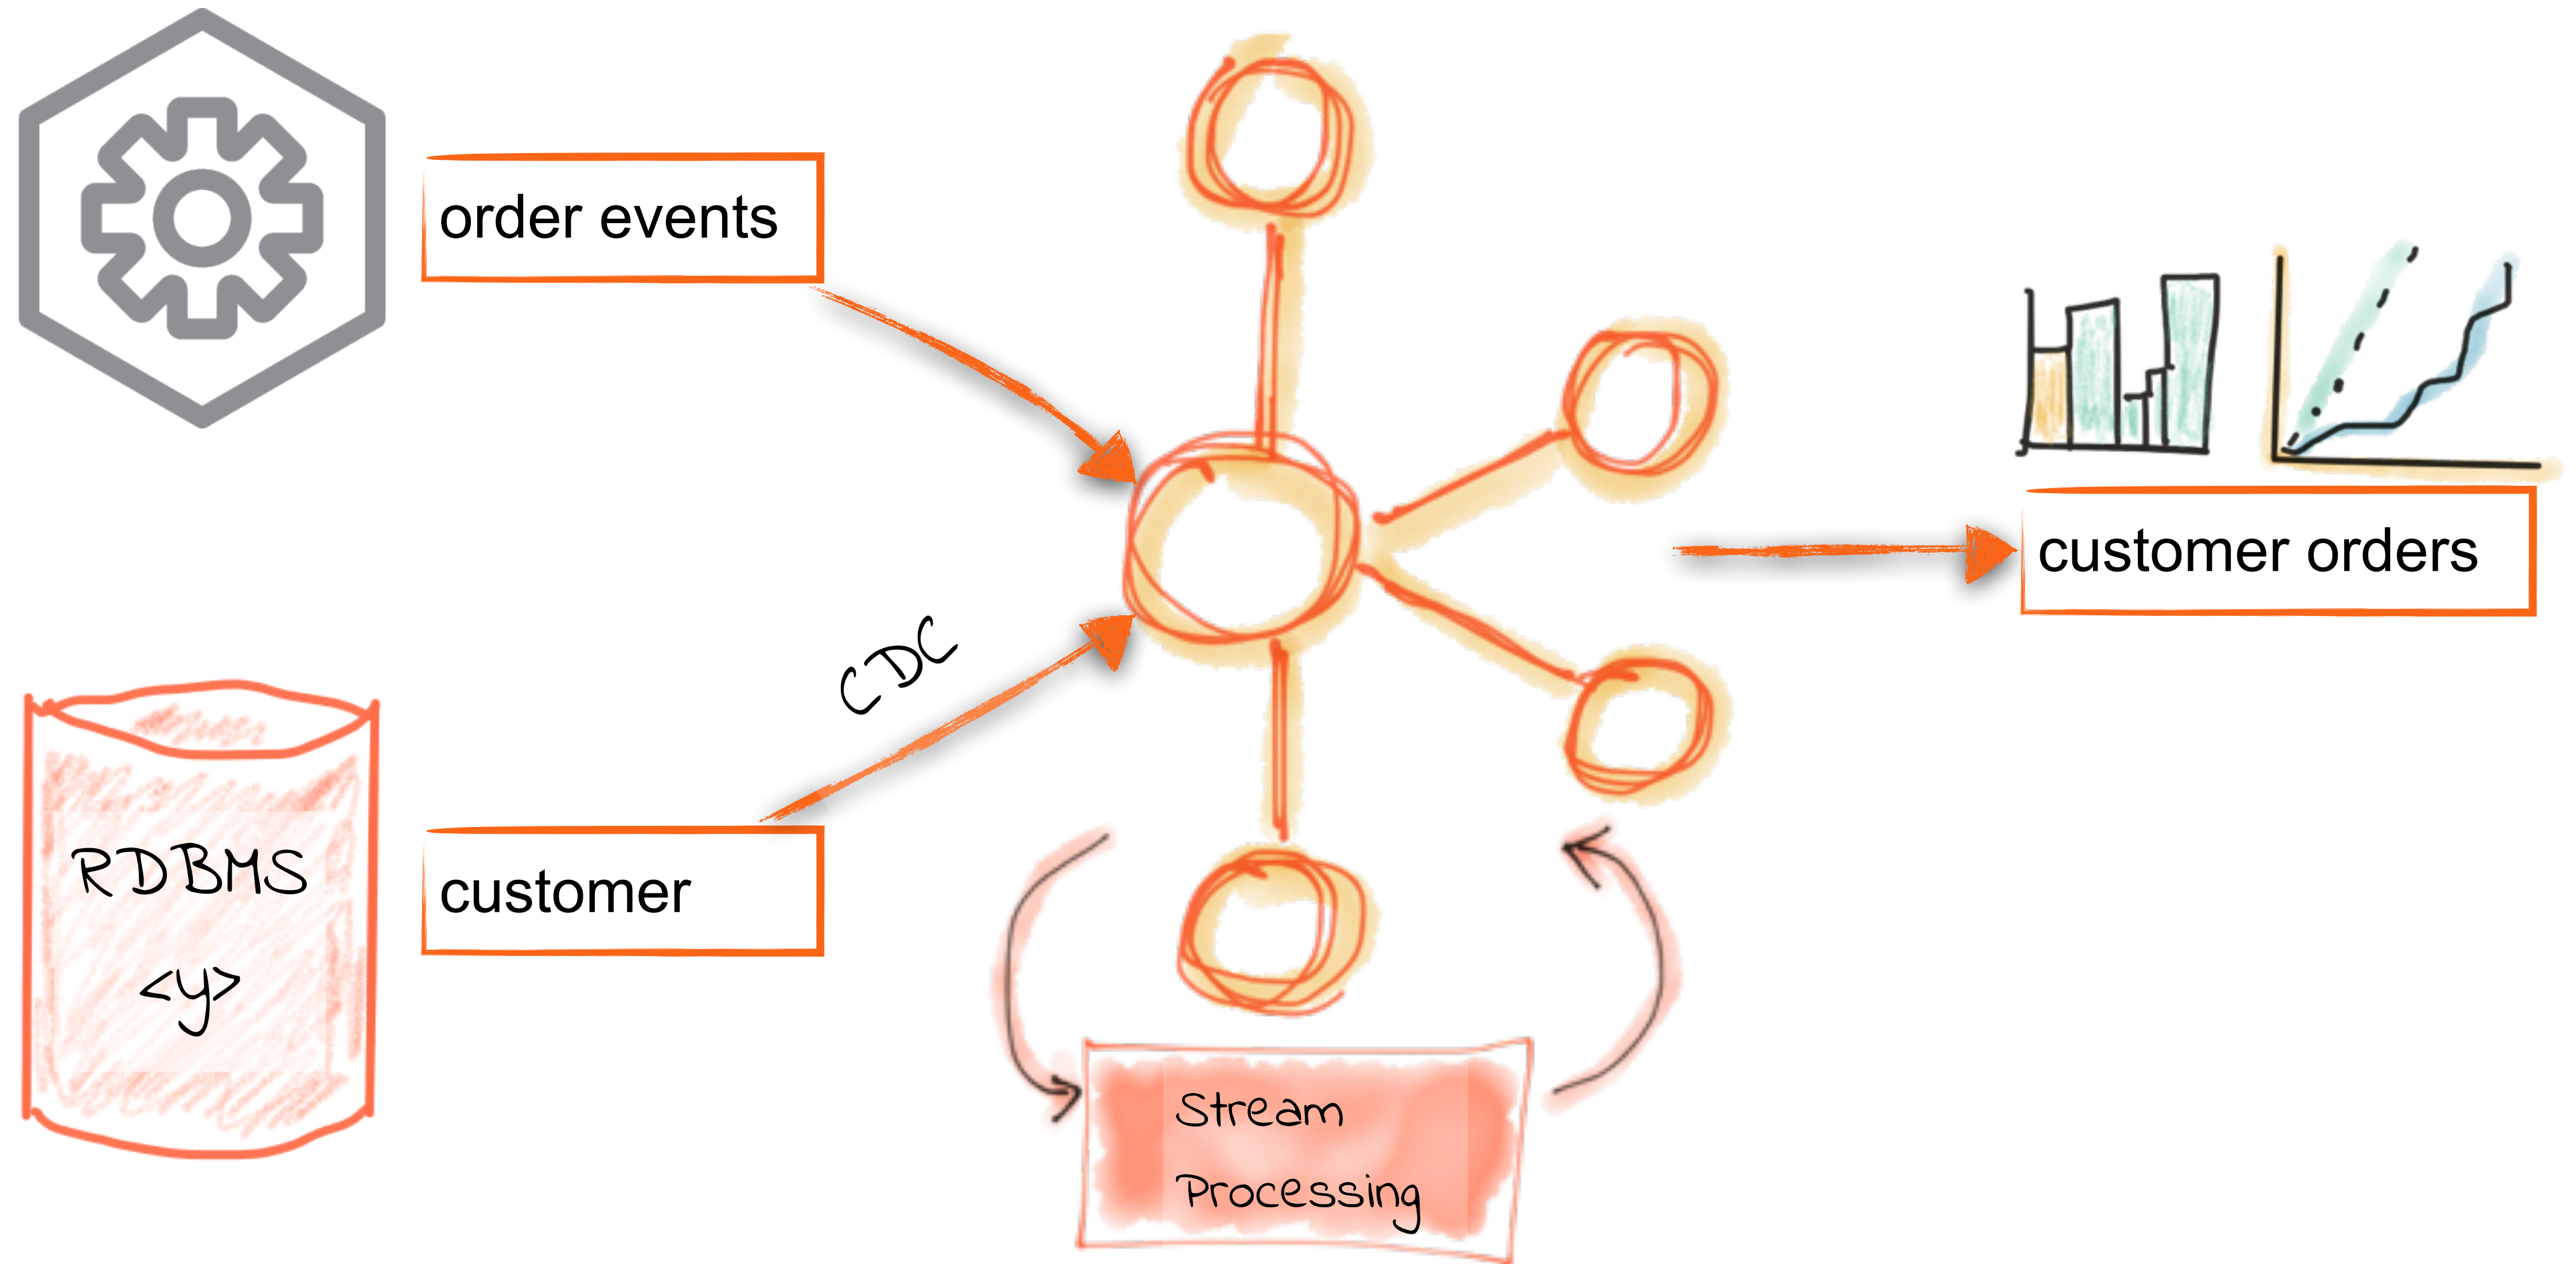 order events
customer orders
CDC
RDBMS
<y>
customer
Stream
Processing